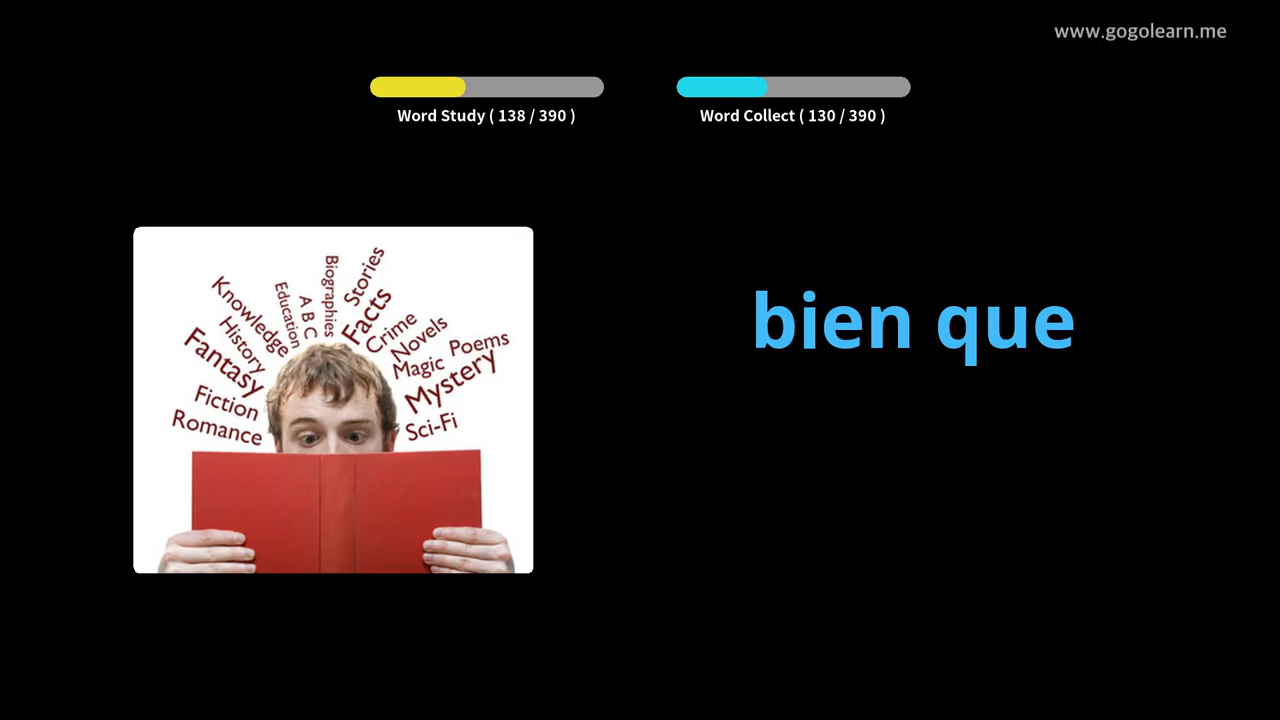 www.gogolearn.me
Word Study ( 138 / 390 )
Word Collect ( 130 / 390 )
bien que
Stories
Biographies
Facts
A B C
Education
Knowledge
Crime
Novels
History
Poems
Magic
Fantasy
Mystery
Fiction
Sci-Fi
Romance